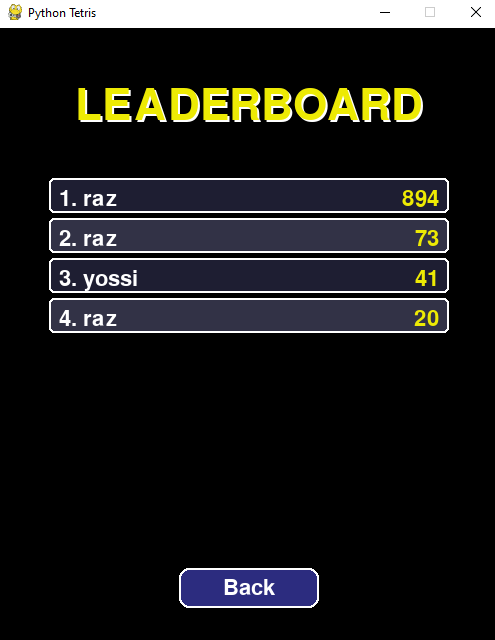 Python Tetris
LEADERBOARD
1. raz 894
2. raz 73
3. yossi 41
4. raz 20
Back